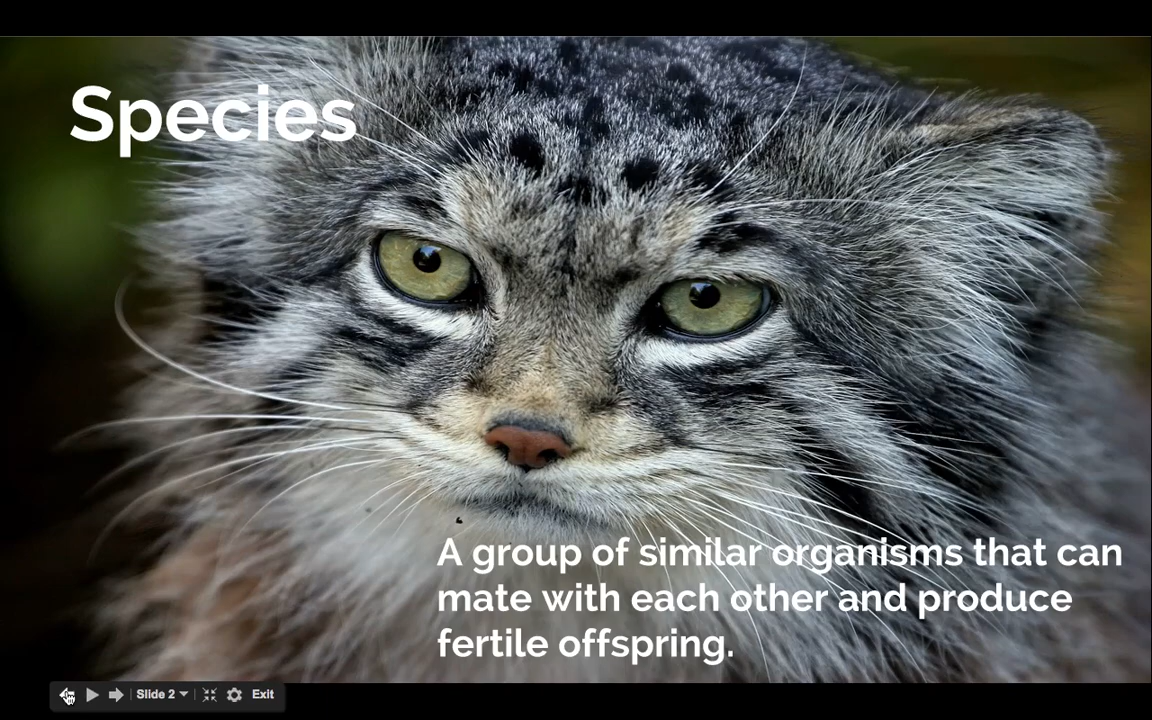 Species
A group of similar organisms that can
mate with each other and produce
fertile offspring.
Slide 2
Exit